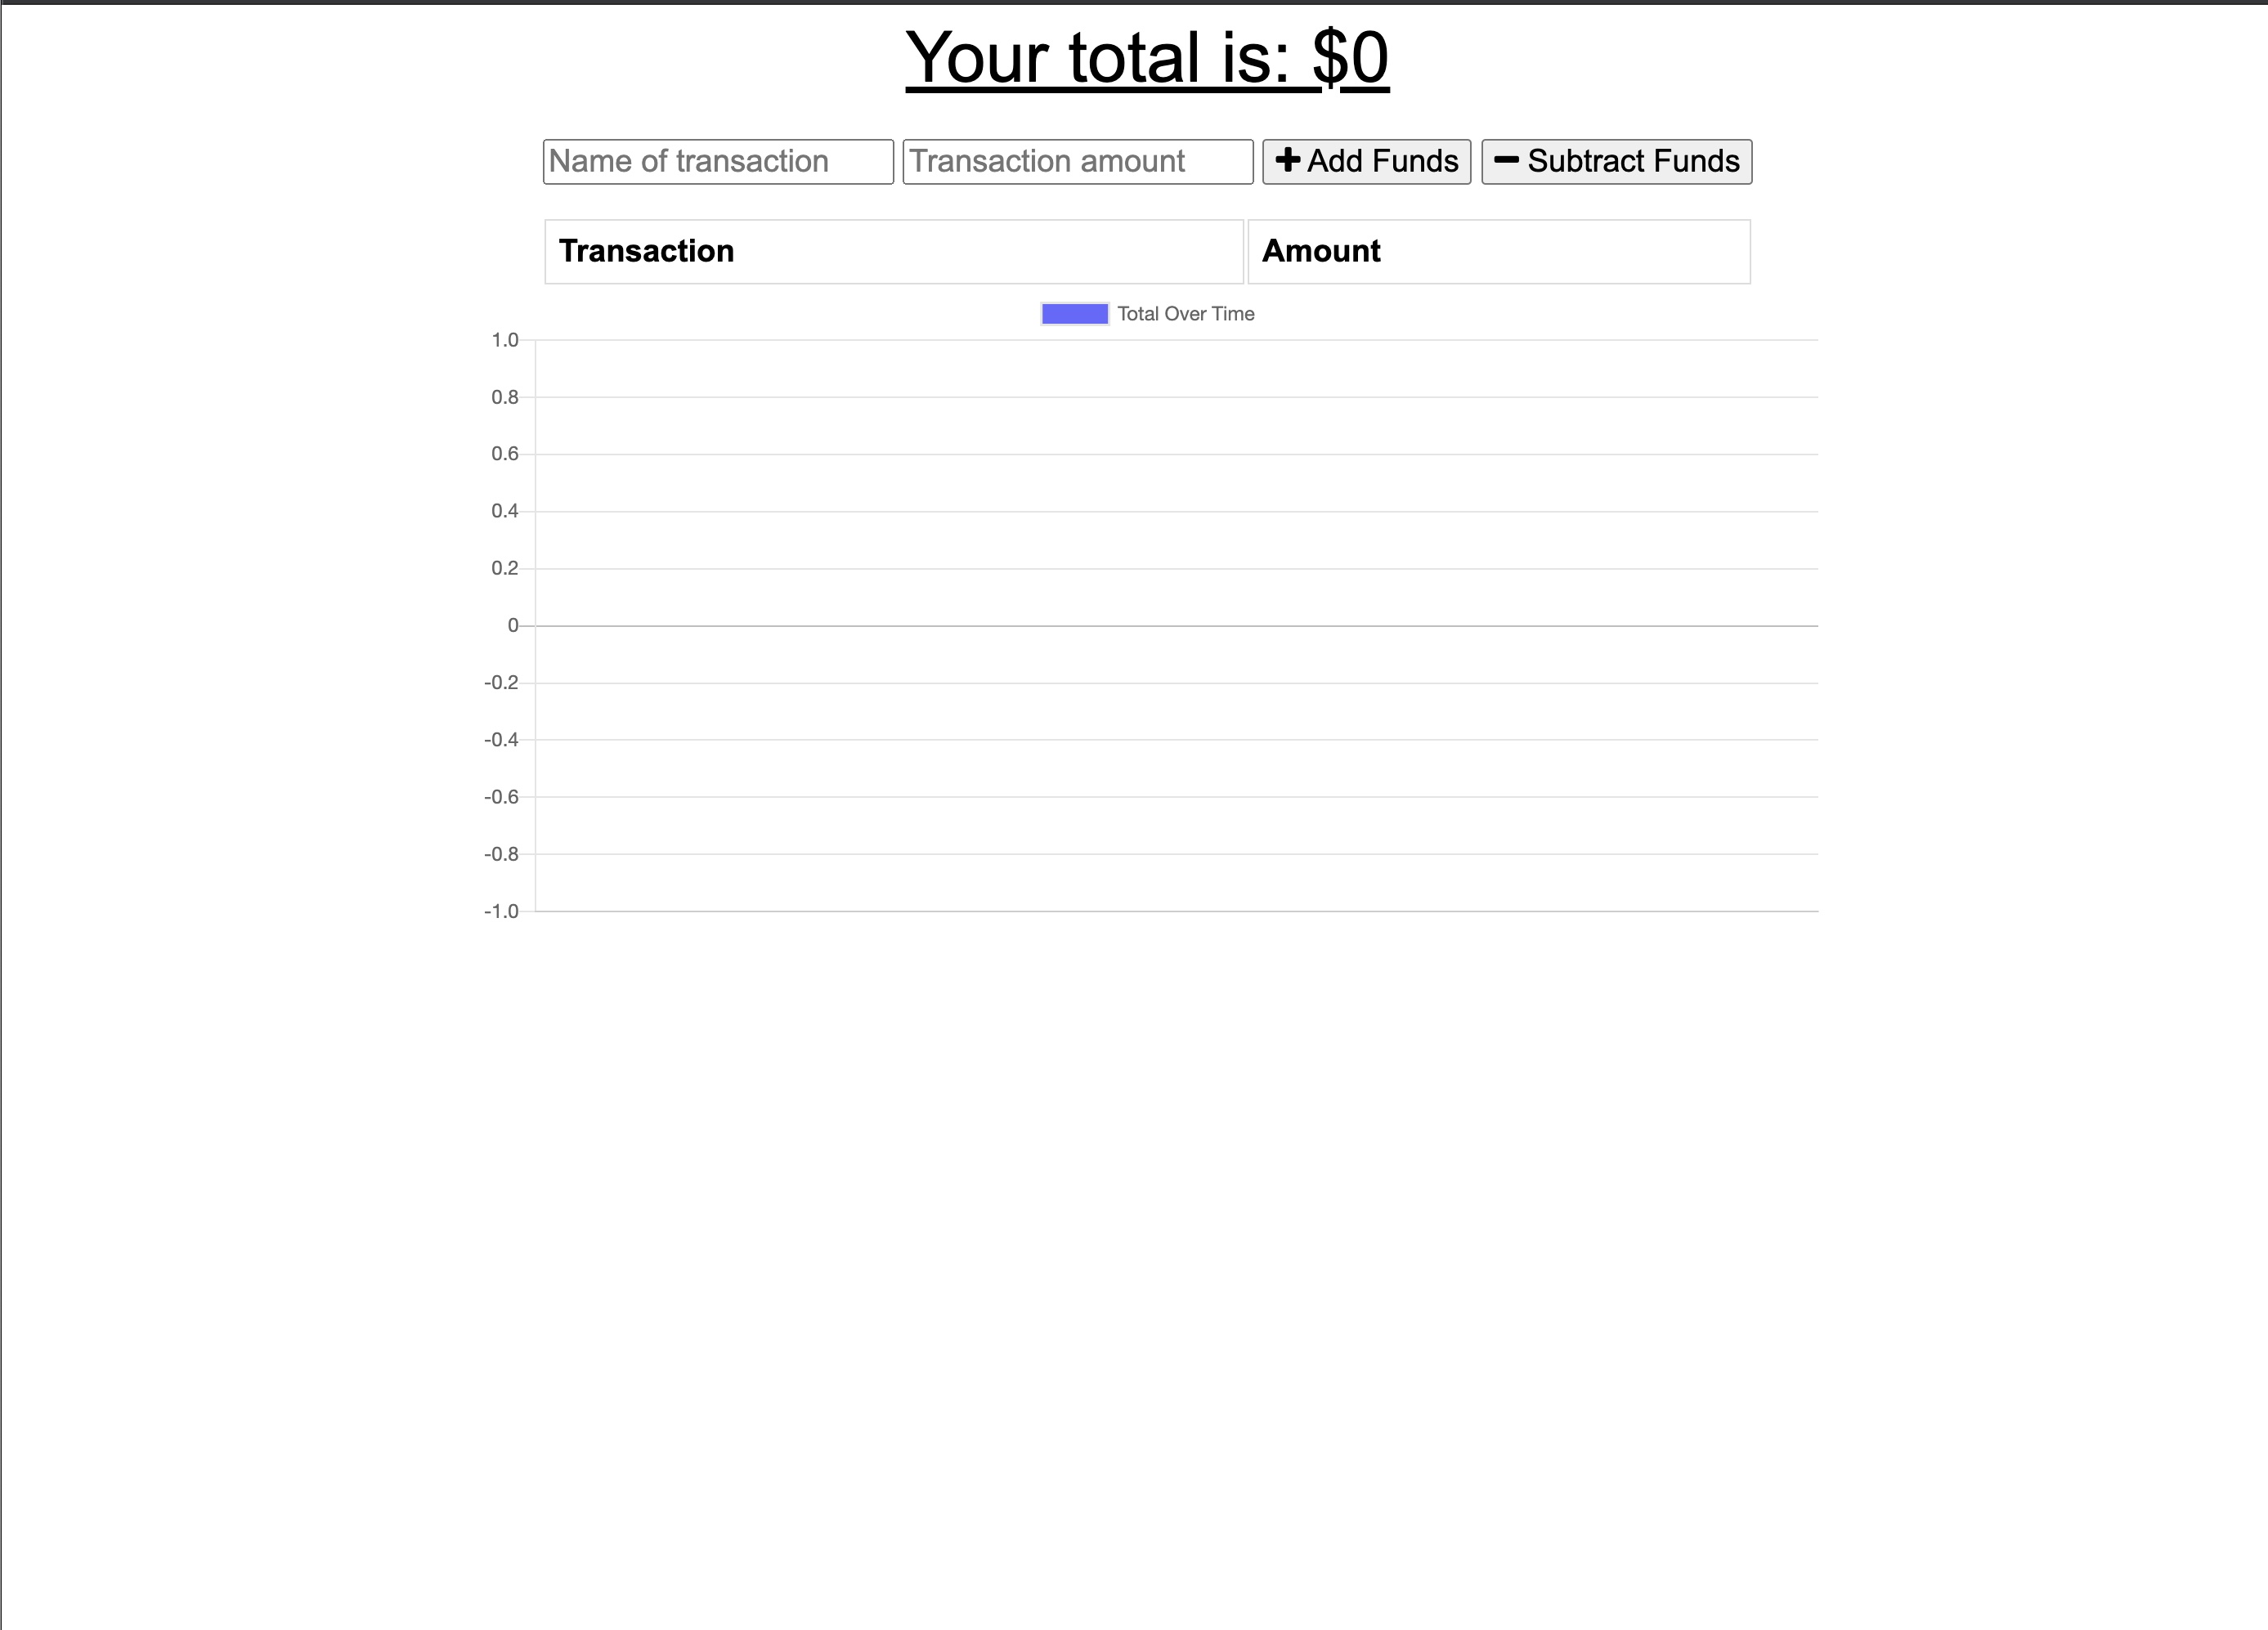 Your total is: $0
Name of transaction Transaction amount + Add Funds − Subtract Funds
Transaction Amount
Total Over Time
1.0
0.8
0.6
0.4
0.2
0
-0.2
-0.4
-0.6
-0.8
-1.0